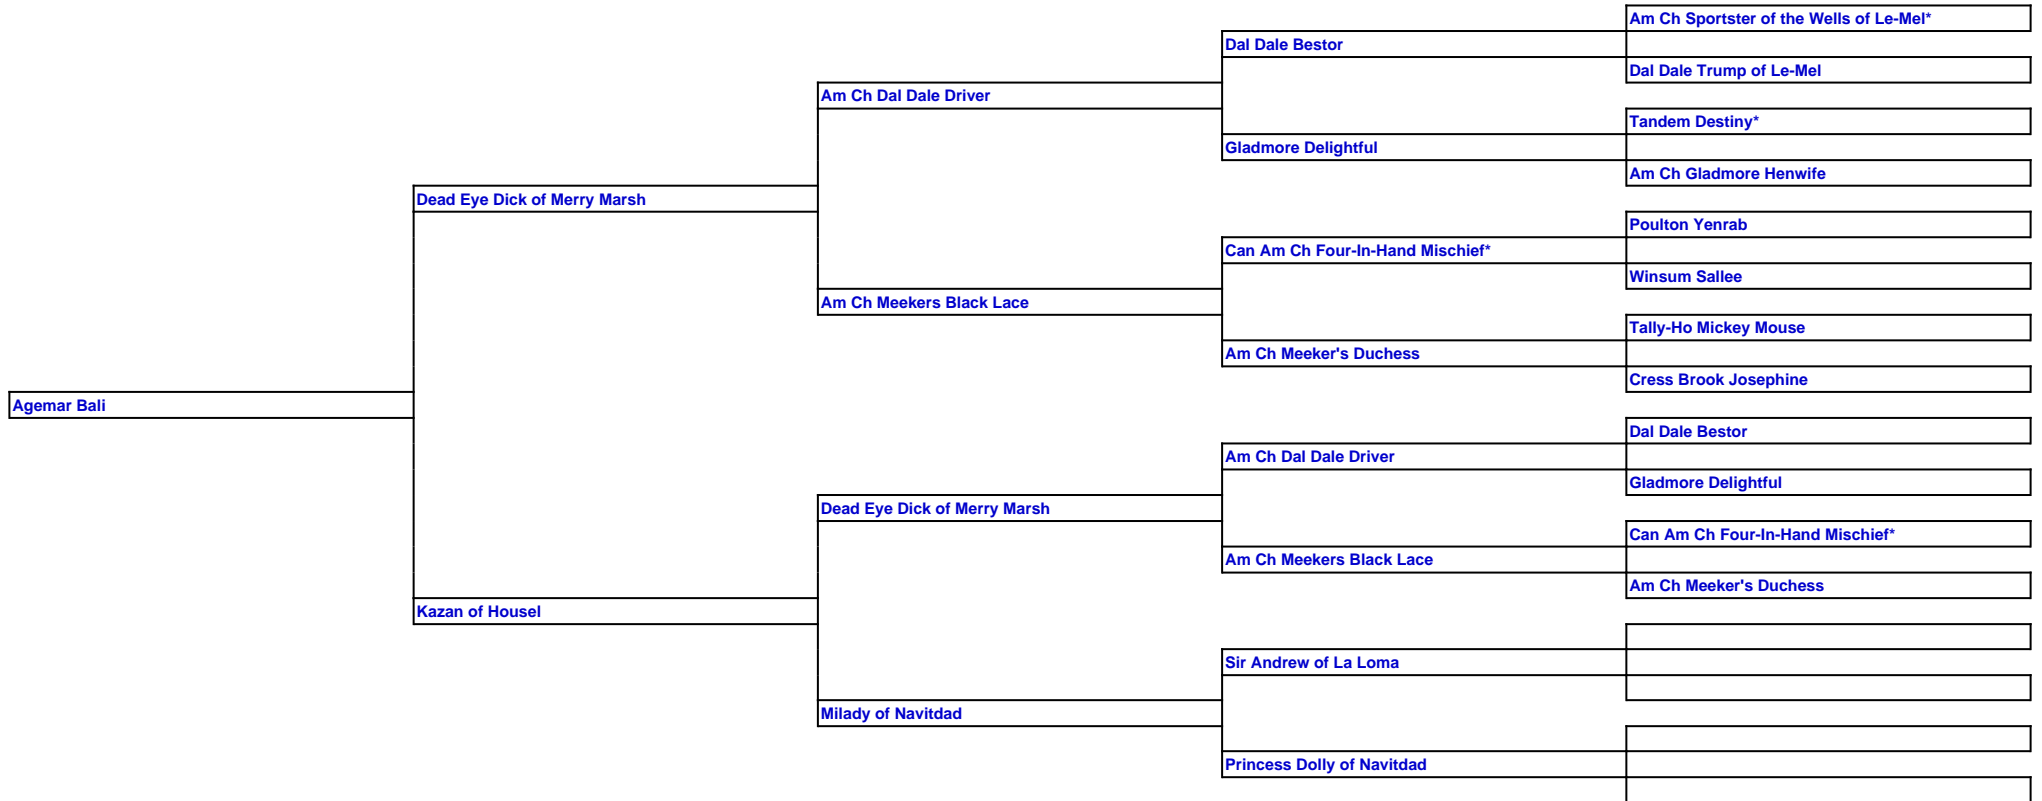 Am Ch Sportster of the Wells of Le-Mel*
Dal Dale Bestor
Dal Dale Trump of Le-Mel
Am Ch Dal Dale Driver
Tandem Destiny*
Gladmore Delightful
Am Ch Gladmore Henwife
Dead Eye Dick of Merry Marsh
Poulton Yenrab
Can Am Ch Four-In-Hand Mischief*
Winsum Sallee
Am Ch Meekers Black Lace
Tally-Ho Mickey Mouse
Am Ch Meeker's Duchess
Cress Brook Josephine
Agemar Bali
Dal Dale Bestor
Am Ch Dal Dale Driver
Gladmore Delightful
Dead Eye Dick of Merry Marsh
Can Am Ch Four-In-Hand Mischief*
Am Ch Meekers Black Lace
Am Ch Meeker's Duchess
Kazan of Housel
Sir Andrew of La Loma
Milady of Navitdad
Princess Dolly of Navitdad